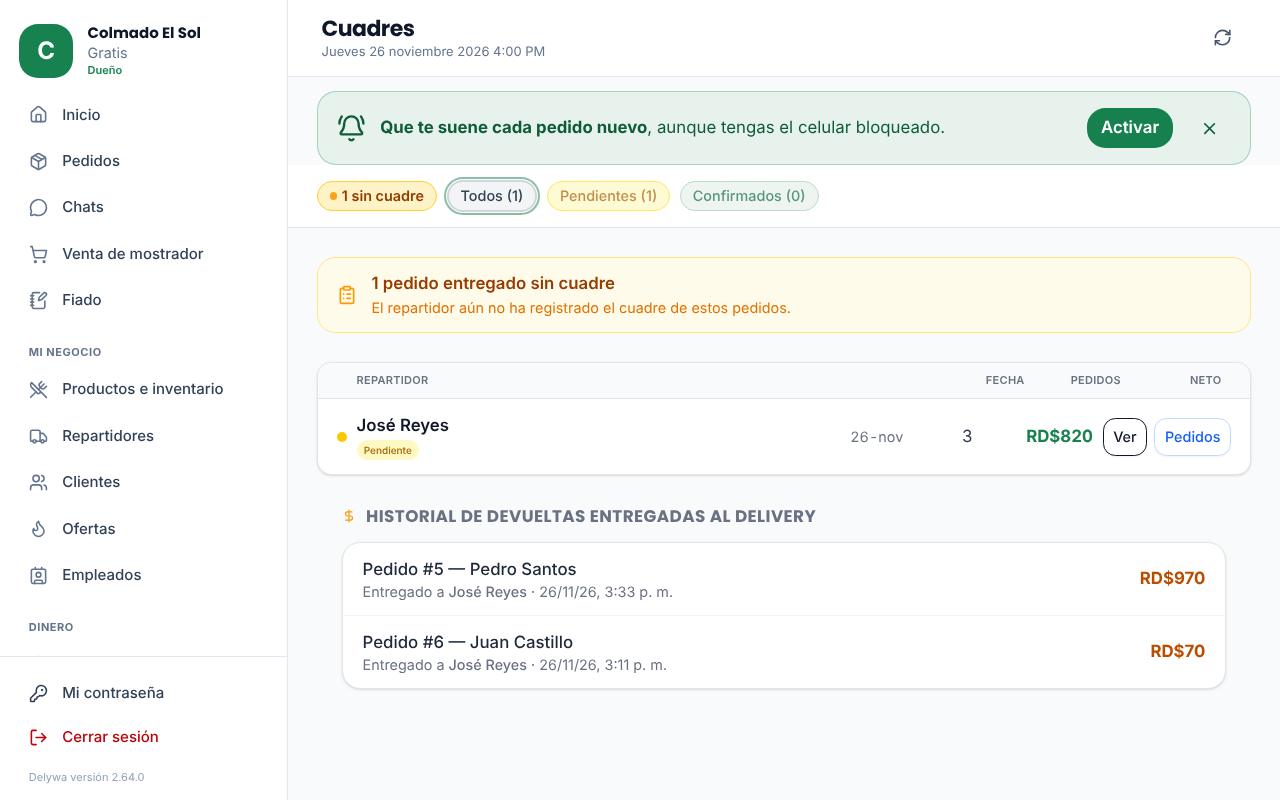 C
Colmado El Sol
Gratis
Dueño
Inicio
Pedidos
Chats
Venta de mostrador
Fiado
MI NEGOCIO
Productos e inventario
Repartidores
Clientes
Ofertas
Empleados
DINERO
Mi contraseña
Cerrar sesión
Delywa versión 2.64.0
Cuadres
Jueves 26 noviembre 2026 4:00 PM
Que te suene cada pedido nuevo, aunque tengas el celular bloqueado. Activar
1 sin cuadre Todos (1) Pendientes (1) Confirmados (0)
1 pedido entregado sin cuadre
El repartidor aún no ha registrado el cuadre de estos pedidos.
REPARTIDOR FECHA PEDIDOS NETO
José Reyes
Pendiente
26-nov 3 RD$820 Ver Pedidos
$ HISTORIAL DE DEVUELTAS ENTREGADAS AL DELIVERY
Pedido #5 — Pedro Santos
Entregado a José Reyes · 26/11/26, 3:33 p. m.
RD$970
Pedido #6 — Juan Castillo
Entregado a José Reyes · 26/11/26, 3:11 p. m.
RD$70